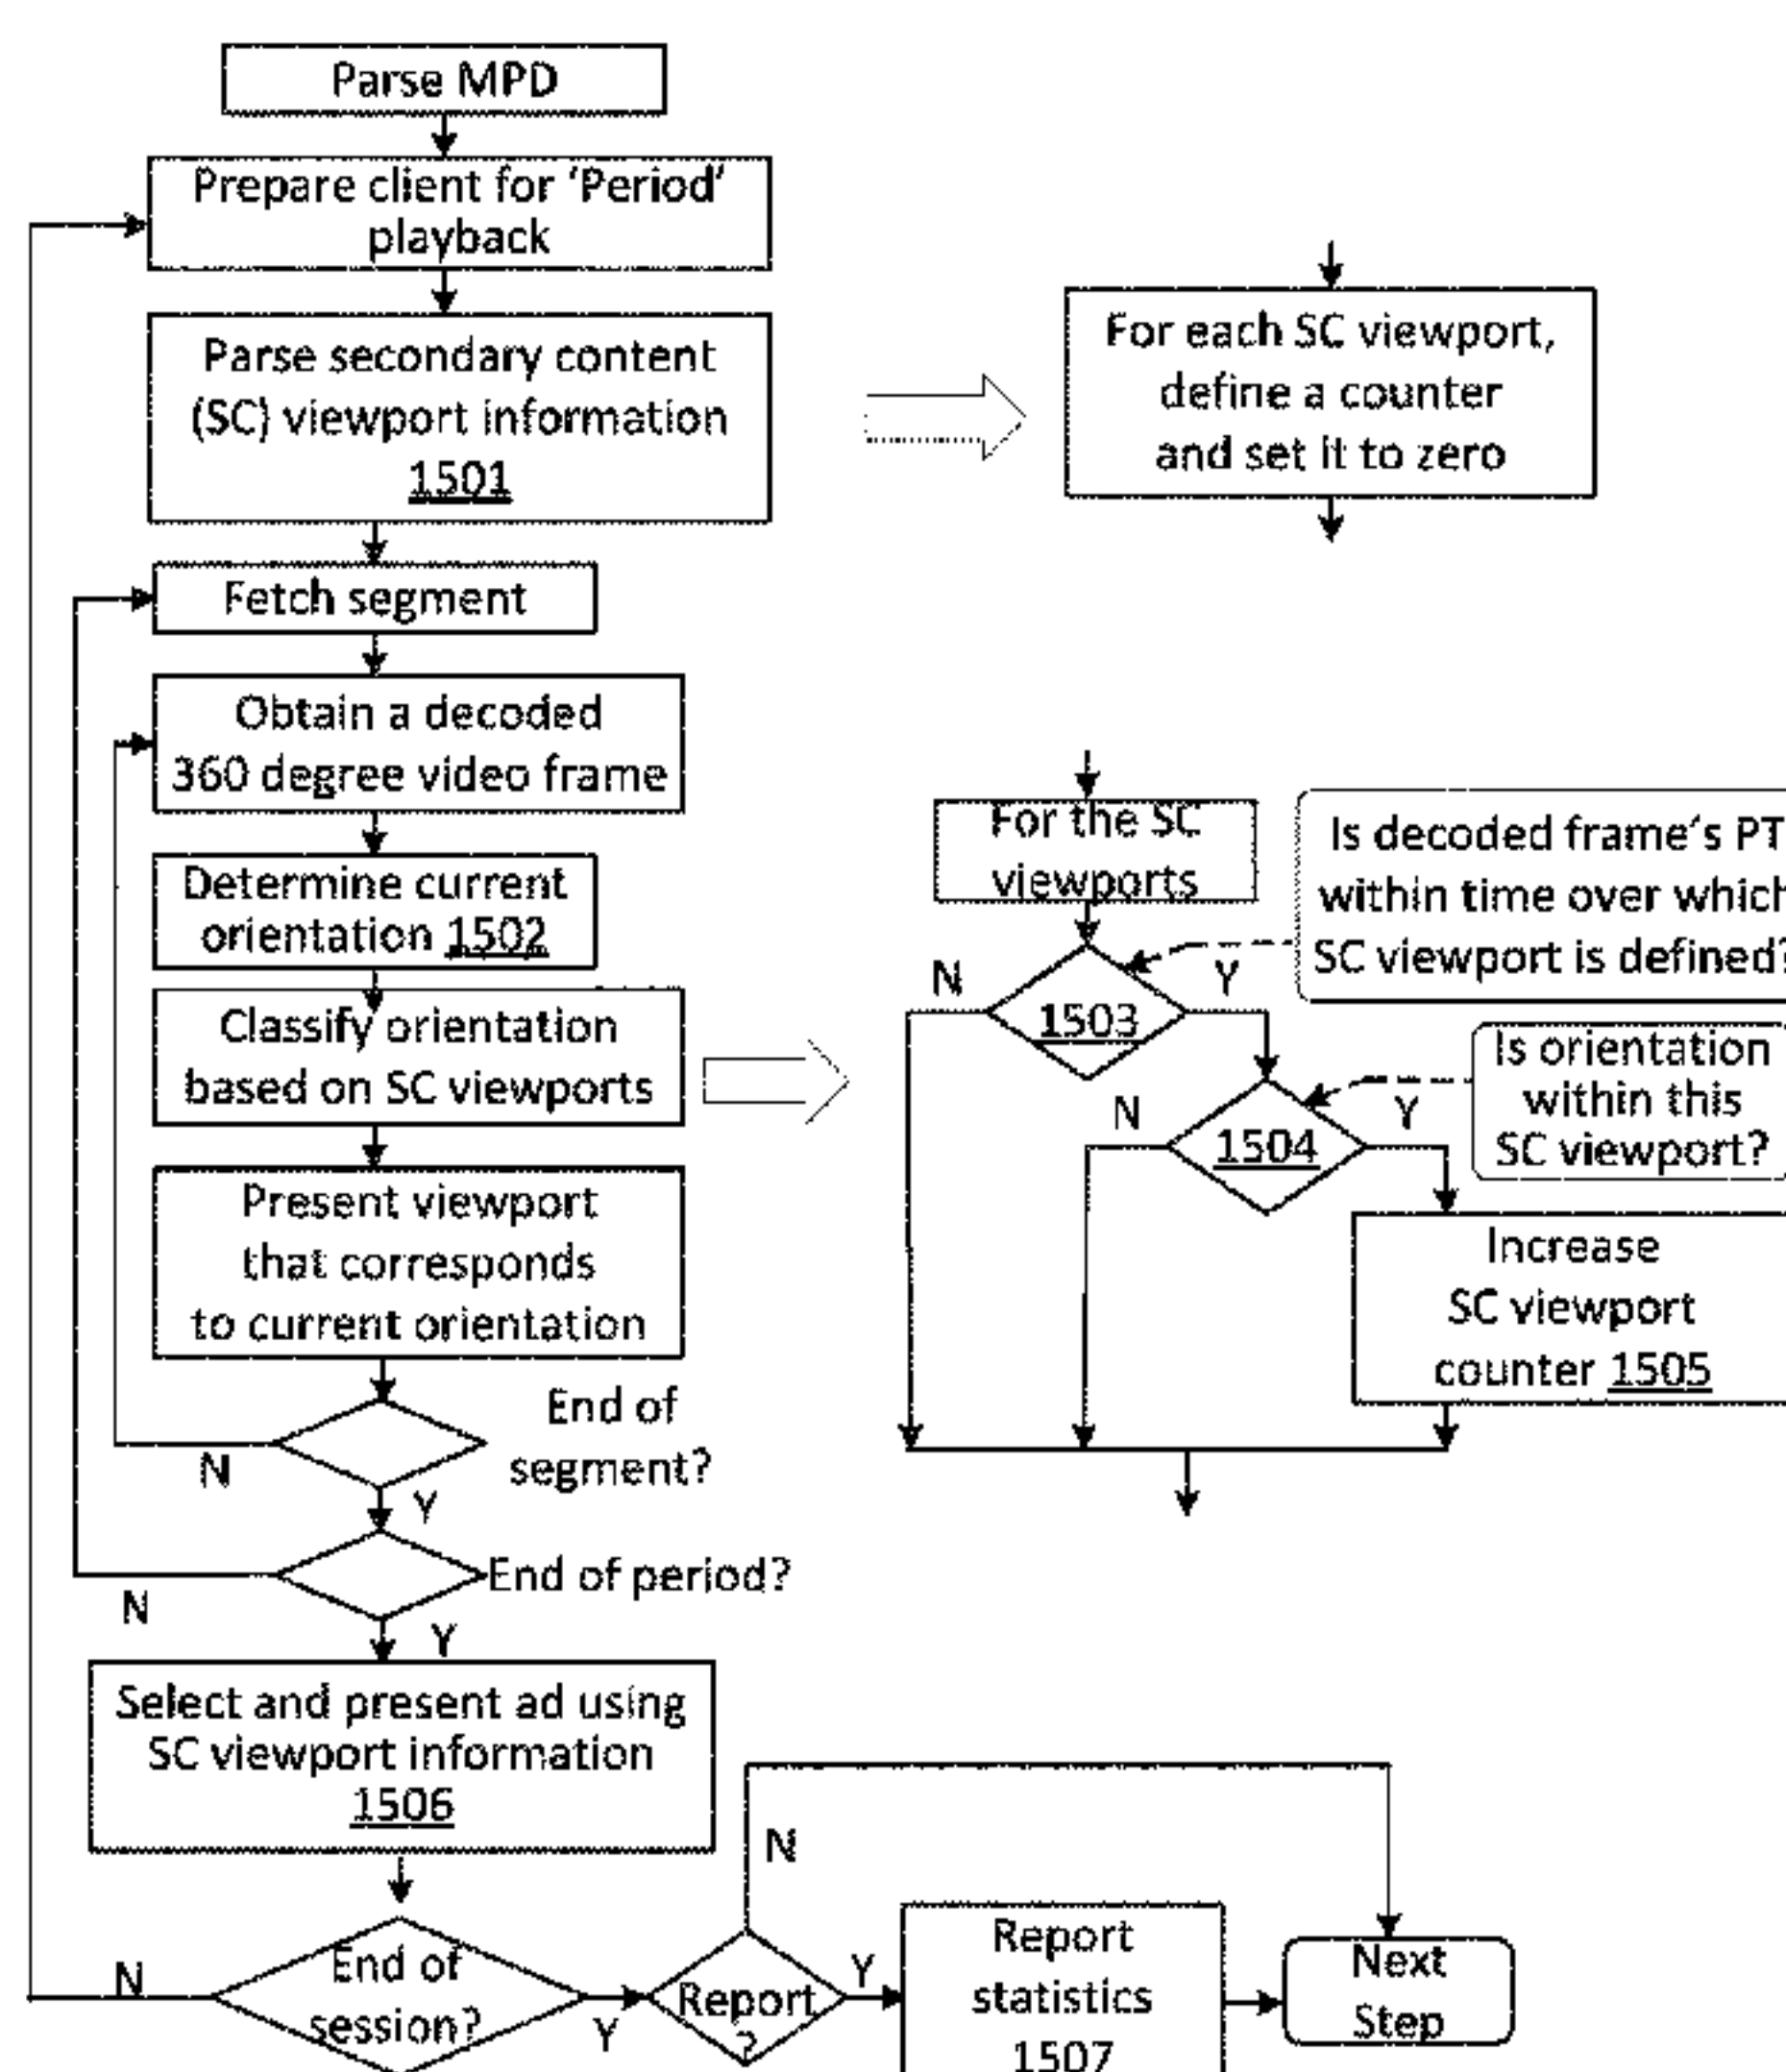 Parse MPD
Prepare client for ‘Period’
playback
Parse secondary content
(SC) viewport information
1501
For each SC viewport,
define a counter
and set it to zero
Fetch segment
Obtain a decoded
360 degree video frame
Determine current
orientation 1502
Classify orientation
based on SC viewports
Present viewport
that corresponds
to current orientation
End of
segment?
N
Y
End of period?
N
Y
Select and present ad using
SC viewport information
1506
End of
session?
N
Y
Report
?
N
Y
Report
statistics
1507
Next
Step
For the SC
viewports
Is decoded frame’s PT
within time over which
SC viewport is defined?
N
Y
1503
Is orientation
within this
SC viewport?
N
Y
1504
Increase
SC viewport
counter 1505